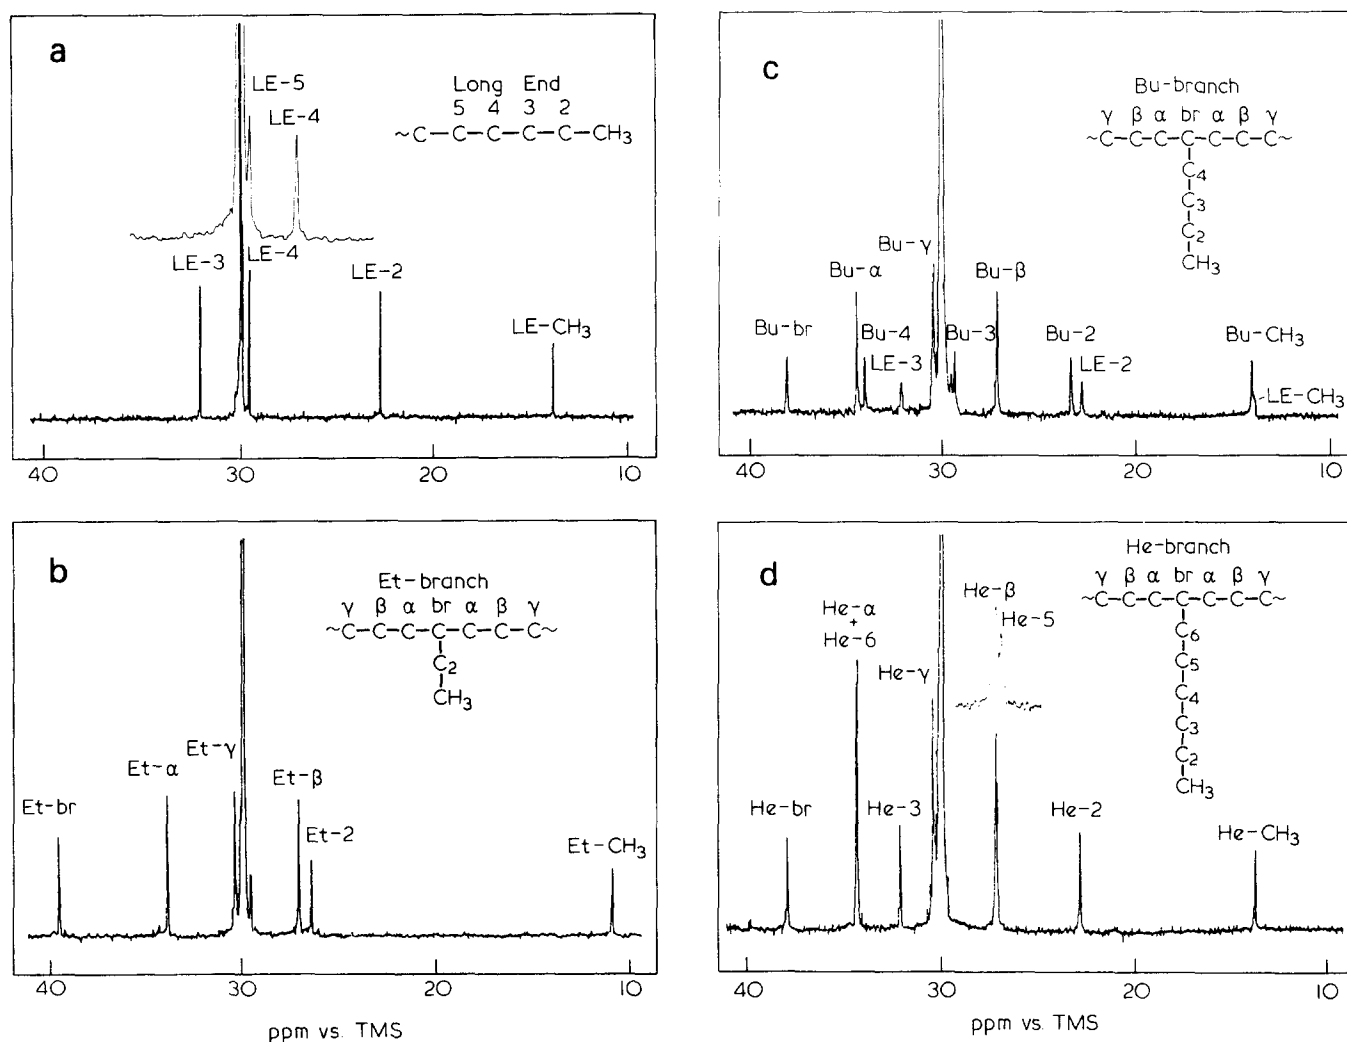 a
Long End
5 4 3 2
~C-C-C-C-C-CH₃
LE-5
LE-4
LE-3
LE-4
LE-2
LE-CH₃
40 30 20 10
b
Et-branch
γ β α br α β γ
~C-C-C-C-C-C-C~
C₂
CH₃
Et-br
Et-α
Et-γ
Et-β
Et-2
Et-CH₃
40 30 20 10
ppm vs. TMS
c
Bu-branch
γ β α br α β γ
~C-C-C-C-C-C-C~
C₄
C₃
C₂
CH₃
Bu-br
Bu-α
Bu-4
LE-3
Bu-γ
Bu-3
Bu-β
Bu-2
LE-2
Bu-CH₃
LE-CH₃
40 30 20 10
d
He-branch
γ β α br α β γ
~C-C-C-C-C-C-C~
C₆
C₅
C₄
C₃
C₂
CH₃
He-br
He-α
+
He-6
He-3
He-γ
He-β
He-5
He-2
He-CH₃
40 30 20 10
ppm vs. TMS